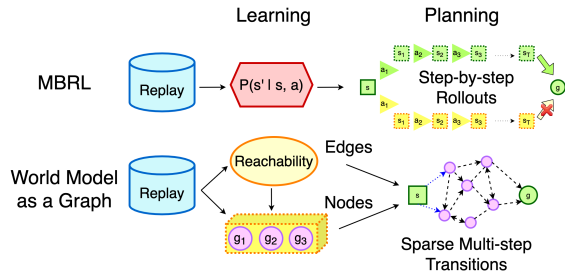 Learning
Planning
MBRL
Replay
P(s' | s, a)
s
a1 s1 a2 s2 a3 s3 sT
Step-by-step
Rollouts
g
a1 s1 a2 s2 a3 s3 sT
World Model
as a Graph
Replay
Reachability
g1 g2 g3
Edges
Nodes
s
g
Sparse Multi-step
Transitions